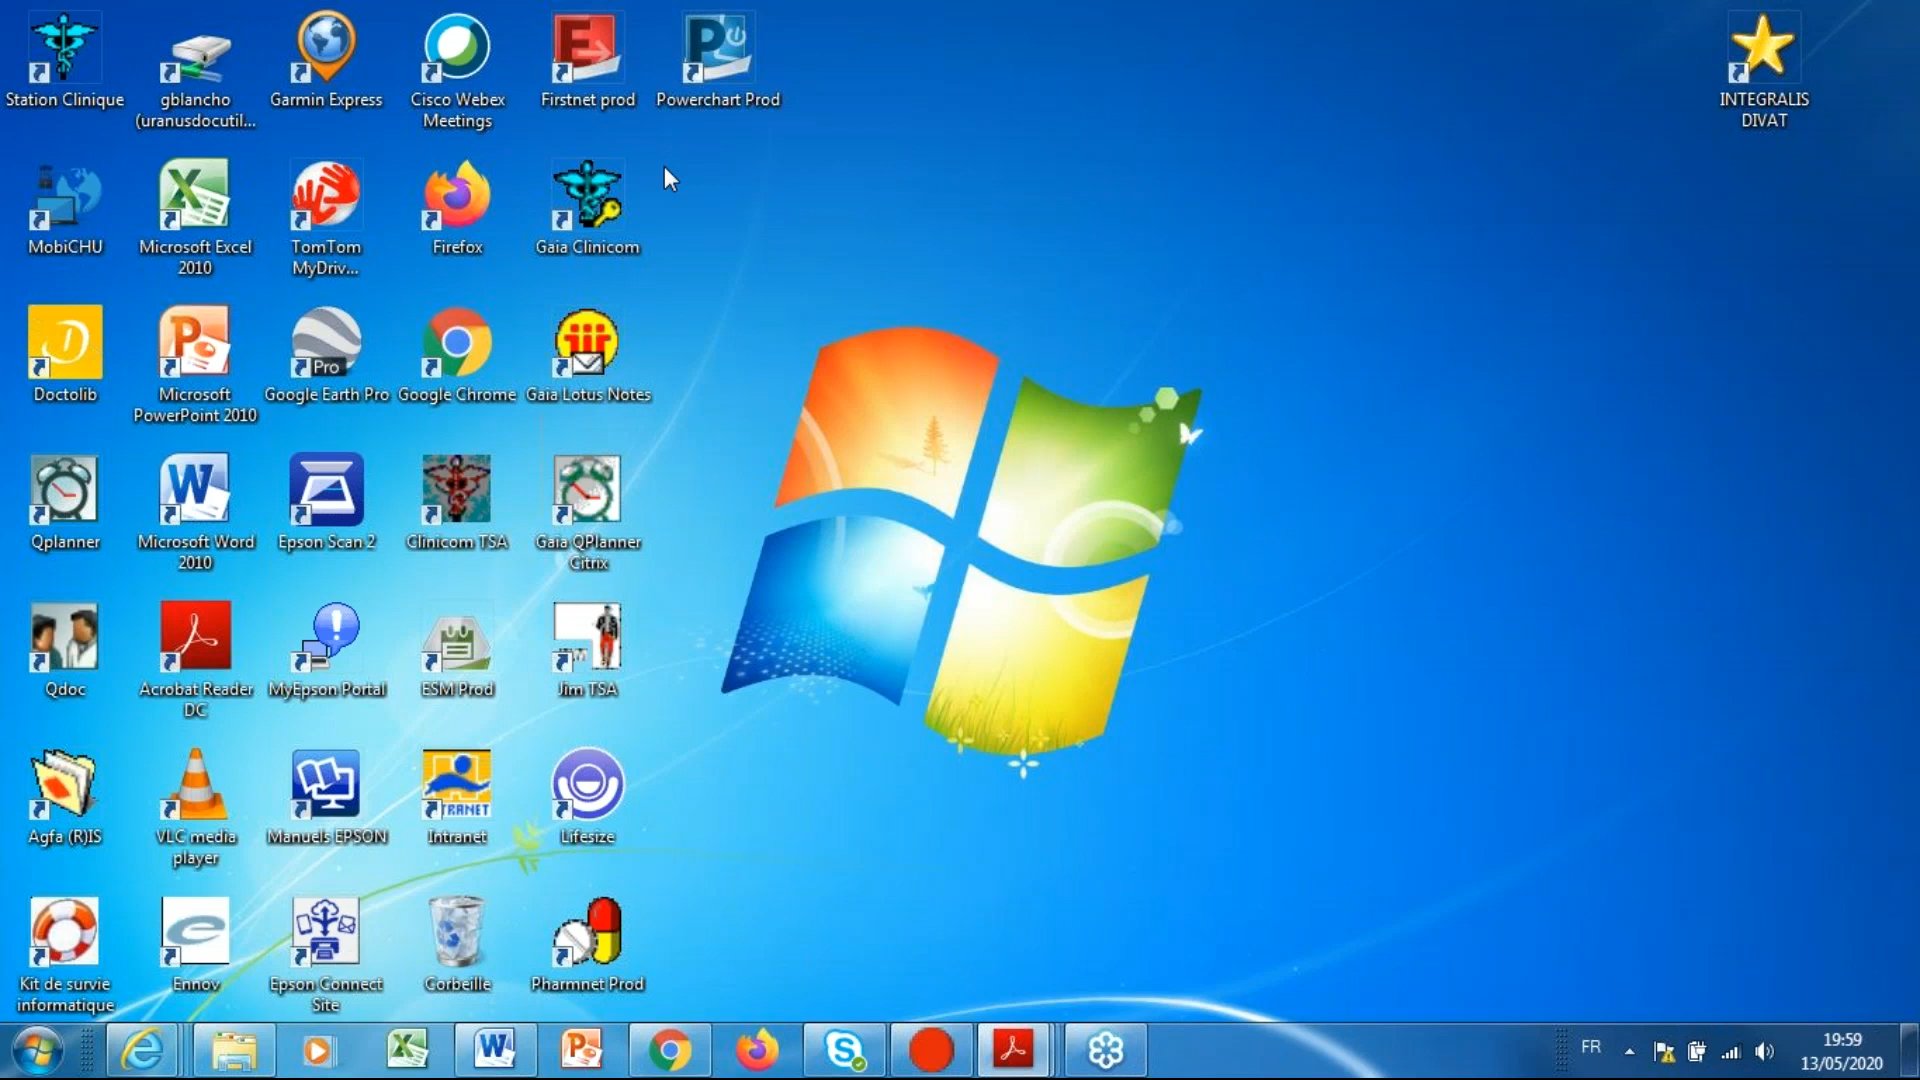 Station Clinique
gblancho
(uranusdocutil...
Garmin Express
Cisco Webex
Meetings
Firstnet prod
Powerchart Prod
INTEGRALIS
DIVAT
MobiCHU
Microsoft Excel
2010
TomTom
MyDriv...
Firefox
Gaia Clinicom
Doctolib
Microsoft
PowerPoint 2010
Pro
Google Earth Pro
Google Chrome
Gaia Lotus Notes
Qplanner
Microsoft Word
2010
Epson Scan 2
Clinicom TSA
Gaia QPlanner
Citrix
Qdoc
Acrobat Reader
DC
MyEpson Portal
ESM Prod
Jim TSA
Agfa (R)IS
VLC media
player
Manuels EPSON
TRANET
Intranet
Lifesize
Kit de survie
informatique
Ennov
Epson Connect
Site
Corbeille
Pharmnet Prod
FR
19:59
13/05/2020